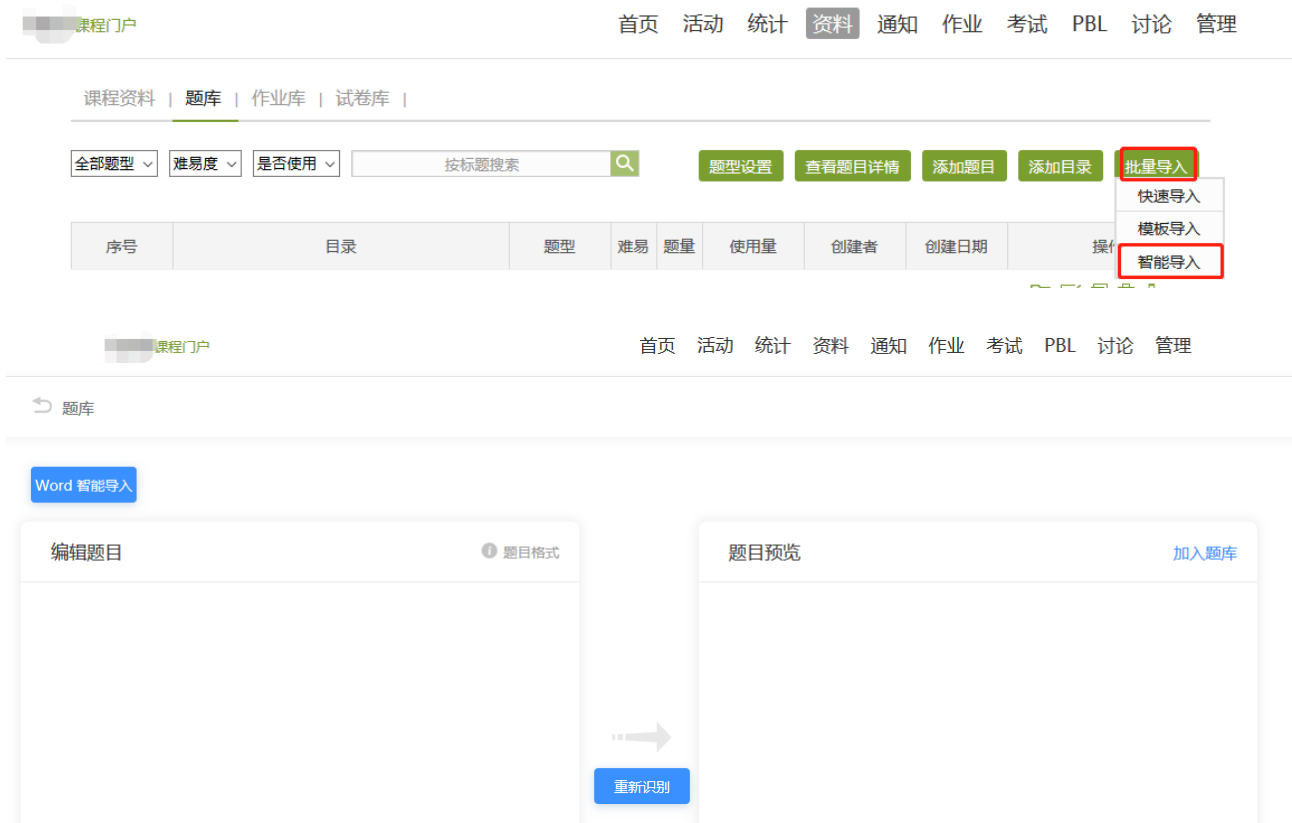 课程门户 首页 活动 统计 资料 通知 作业 考试 PBL 讨论 管理
课程资料 | 题库 | 作业库 | 试卷库 |
全部题型 难易度 是否使用 按标题搜索 题型设置 查看题目详情 添加题目 添加目录 批量导入
快速导入
模板导入
序号 目录 题型 难易 题量 使用量 创建者 创建日期 操作
智能导入
课程门户 首页 活动 统计 资料 通知 作业 考试 PBL 讨论 管理
题库
Word 智能导入
编辑题目 题目格式 题目预览 加入题库
重新识别